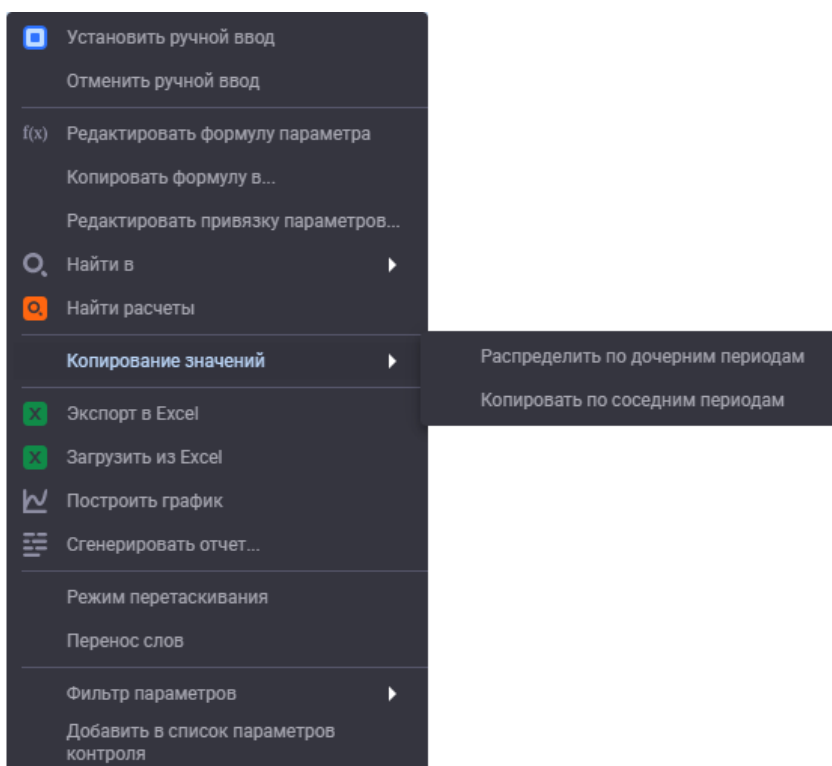 Установить ручной ввод
Отменить ручной ввод
f(x) Редактировать формулу параметра
Копировать формулу в...
Редактировать привязку параметров...
Найти в
Найти расчеты
Копирование значений
Распределить по дочерним периодам
Копировать по соседним периодам
Экспорт в Excel
Загрузить из Excel
Построить график
Сгенерировать отчет...
Режим перетаскивания
Перенос слов
Фильтр параметров
Добавить в список параметров
контроля